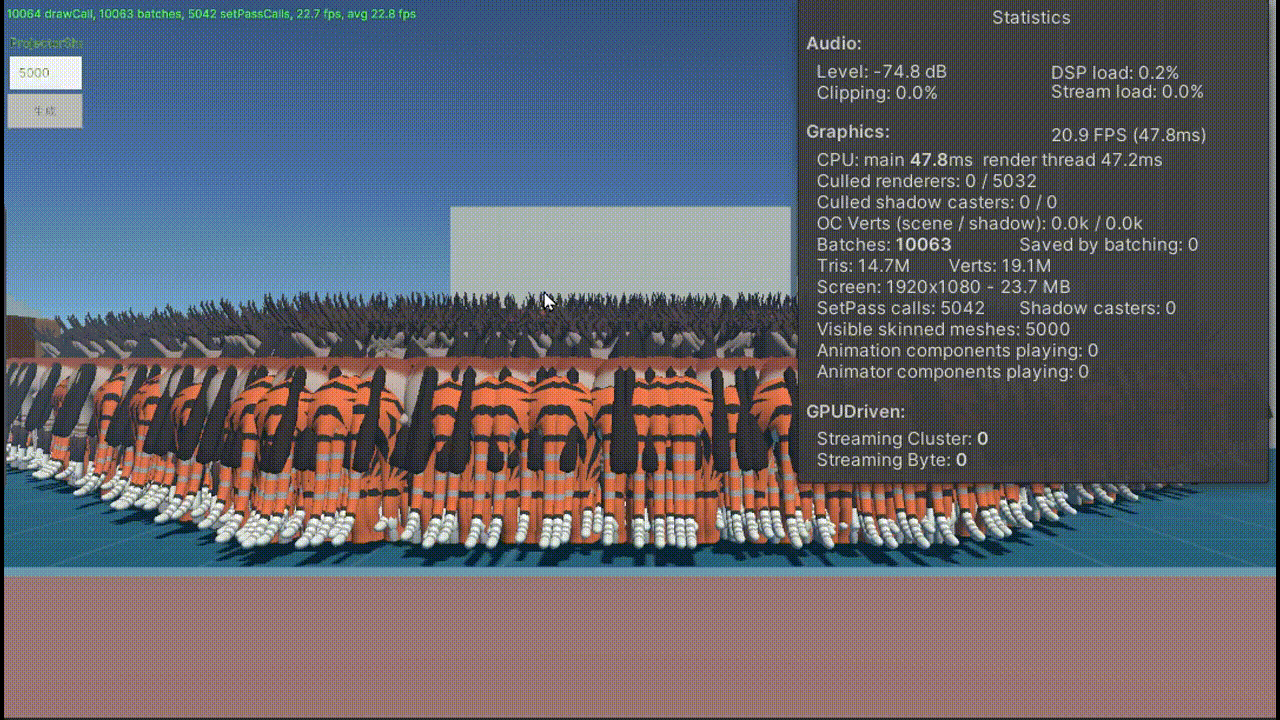 10064 drawCall, 10063 batches, 5042 setPassCalls, 22.7 fps, avg 22.8 fps
5000
生成
Statistics
Audio:
Level: -74.8 dB DSP load: 0.2%
Clipping: 0.0% Stream load: 0.0%
Graphics: 20.9 FPS (47.8ms)
CPU: main 47.8ms render thread 47.2ms
Culled renderers: 0 / 5032
Culled shadow casters: 0 / 0
OC Verts (scene / shadow): 0.0k / 0.0k
Batches: 10063 Saved by batching: 0
Tris: 14.7M Verts: 19.1M
Screen: 1920x1080 - 23.7 MB
SetPass calls: 5042 Shadow casters: 0
Visible skinned meshes: 5000
Animation components playing: 0
Animator components playing: 0
GPUDriven:
Streaming Cluster: 0
Streaming Byte: 0